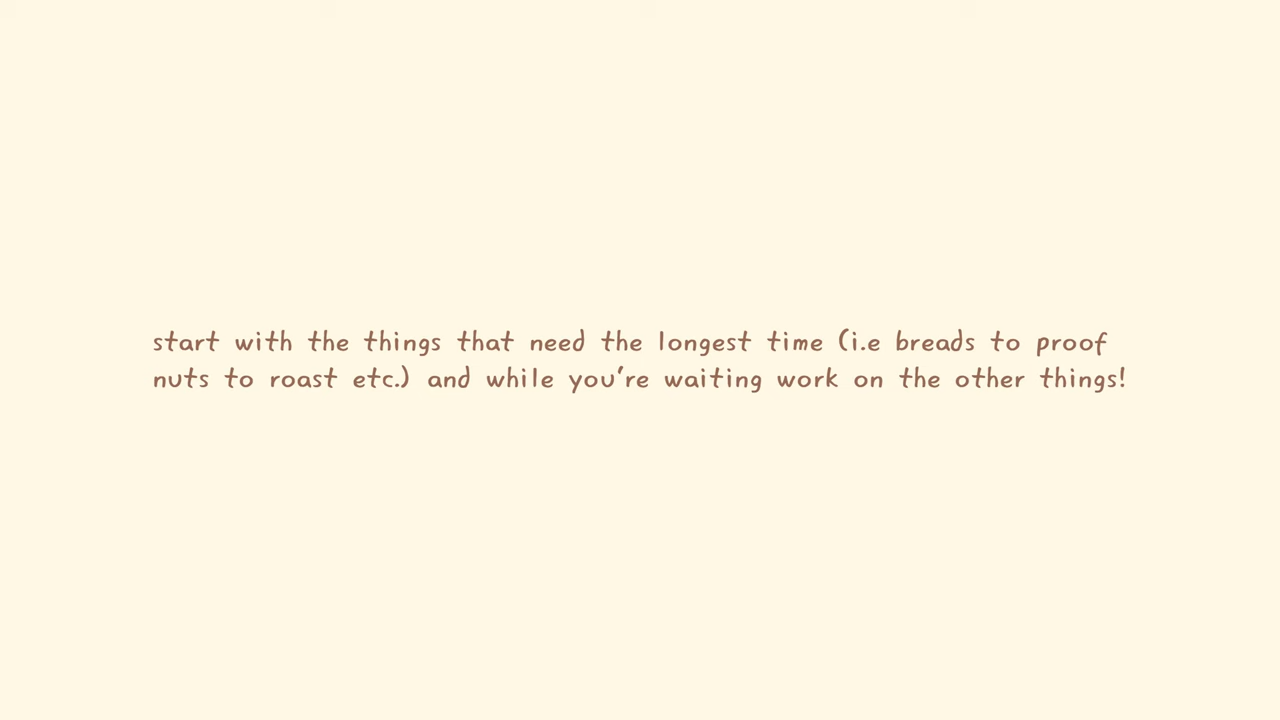 start with the things that need the longest time (i.e breads to proof
nuts to roast etc.) and while you're waiting work on the other things!